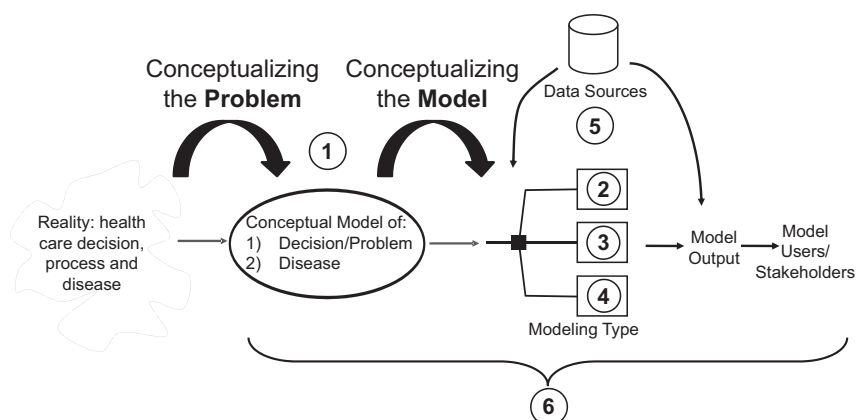 Conceptualizing
the Problem
Conceptualizing
the Model
Data Sources
5
1
Reality: health
care decision,
process and
disease
Conceptual Model of:
1) Decision/Problem
2) Disease
2
3
4
Modeling Type
Model
Output
Model
Users/
Stakeholders
6